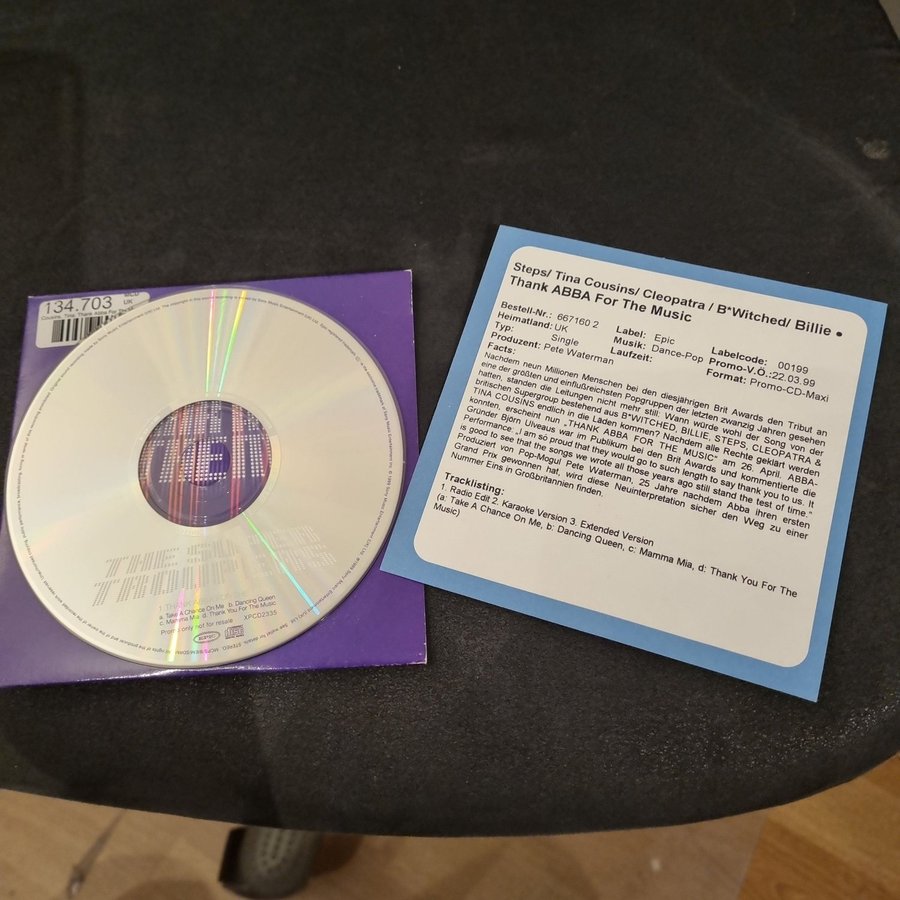 134.703
UK
Cousins, Tina, Thank Abba For The M
THE BRITS
1. THANK
a. Take A Chance On Me b. Dancing Queen
c. Mamma Mia d. Thank You For The Music
Promo only not for resale XPCD2335
Steps/ Tina Cousins/ Cleopatra / B*Witched/ Billie •
Thank ABBA For The Music
Bestell-Nr.: 667160 2 Label: Epic Labelcode: 00199
Heimatland: UK Musik: Dance-Pop Promo-V.Ö.:22.03.99
Typ: Single Laufzeit: Format: Promo-CD-Maxi
Produzent: Pete Waterman
Facts:
Nachdem neun Millionen Menschen bei den diesjährigen Brit Awards den Tribut an
eine der größten und einflußreichsten Popgruppen der letzten zwanzig Jahren gesehen
hatten, standen die Leitungen nicht mehr still. Wann würde wohl der Song von der
britischen Supergroup bestehend aus B*WITCHED, BILLIE, STEPS, CLEOPATRA &
TINA COUSINS endlich in die Laden kommen? Nachdem alle Rechte geklärt werden
konnten, erscheint nun „THANK ABBA FOR THE MUSIC" am 26. April. ABBA-
Gründer Björn Ulveaus war im Publikum bei den Brit Awards und kommentierte die
Performance „I am so proud that they would go to such length to say thank you to us. It
is good to see that the songs we wrote all those years ago still stand the test of time."
Produziert von Pop-Mogul Pete Waterman, 25 Jahre nachdem Abba ihren ersten
Grand Prix gewonnen hat, wird diese Neuinterpretation sicher den Weg zu einer
Nummer Eins in Großbritannien finden.
Tracklisting:
1. Radio Edit 2. Karaoke Version 3. Extended Version
(a: Take A Chance On Me, b: Dancing Queen, c: Mamma Mia, d: Thank You For The
Music)